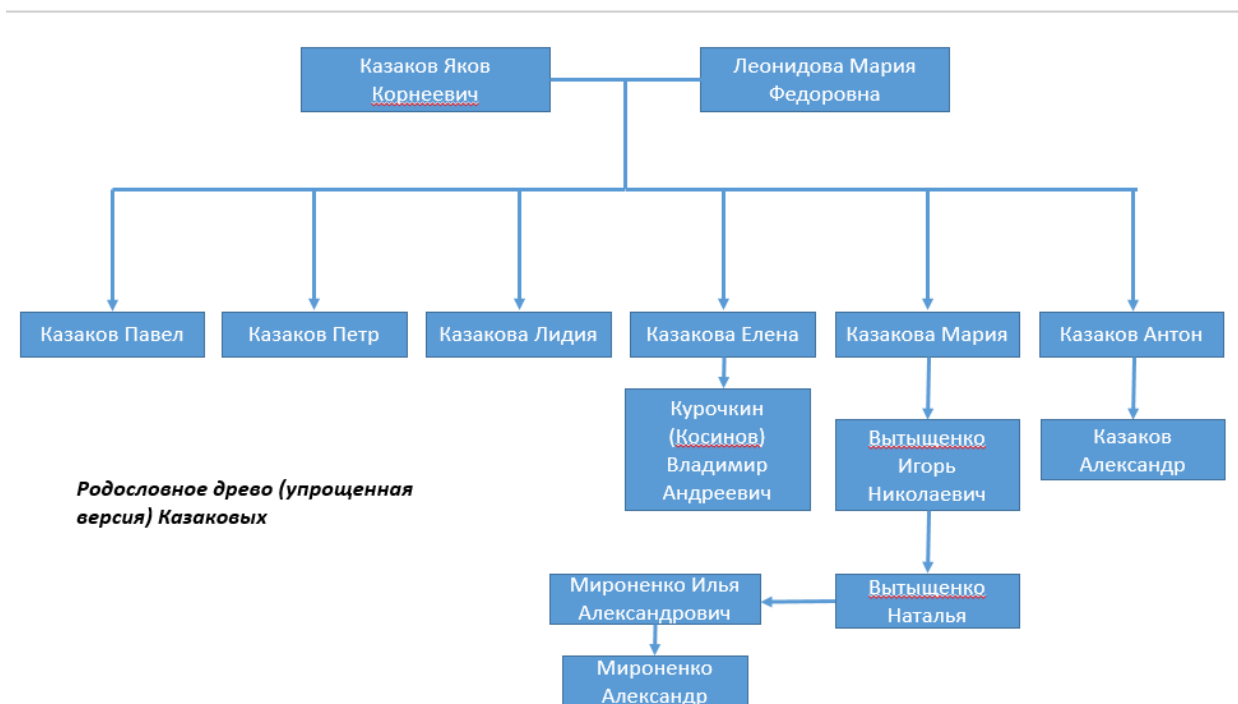 Казаков Яков
Корнеевич
Леонидова Мария
Федоровна
Казаков Павел
Казаков Петр
Казакова Лидия
Казакова Елена
Казакова Мария
Казаков Антон
Курочкин
(Косинов)
Владимир
Андреевич
Вытыщенко
Игорь
Николаевич
Казаков
Александр
Родословное древо (упрощенная
версия) Казаковых
Мироненко Илья
Александрович
Вытыщенко
Наталья
Мироненко
Александр